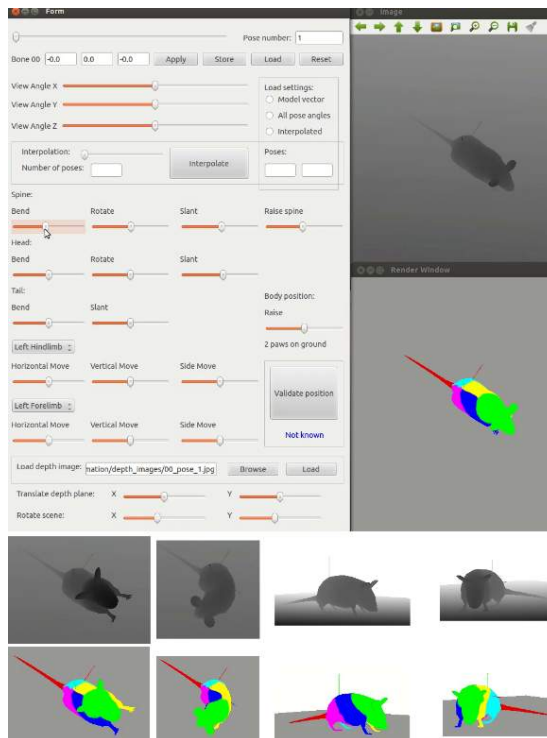 Form
Image
Pose number: 1
Bone 00 -0.0 0.0 -0.0 Apply Store Load Reset
View Angle X
View Angle Y
View Angle Z
Load settings:
Model vector
All pose angles
Interpolated
Interpolation:
Number of poses:
Interpolate
Poses:
Spine:
Bend Rotate Slant Raise spine
Head:
Bend Rotate Slant
Render Window
Tail:
Bend Slant
Body position:
Raise
2 paws on ground
Left Hindlimb
Horizontal Move Vertical Move Side Move
Validate position
Left Forelimb
Horizontal Move Vertical Move Side Move
Not known
Load depth image: nation/depth_images/00_pose_1.jpg Browse Load
Translate depth plane: X Y
Rotate scene: X Y